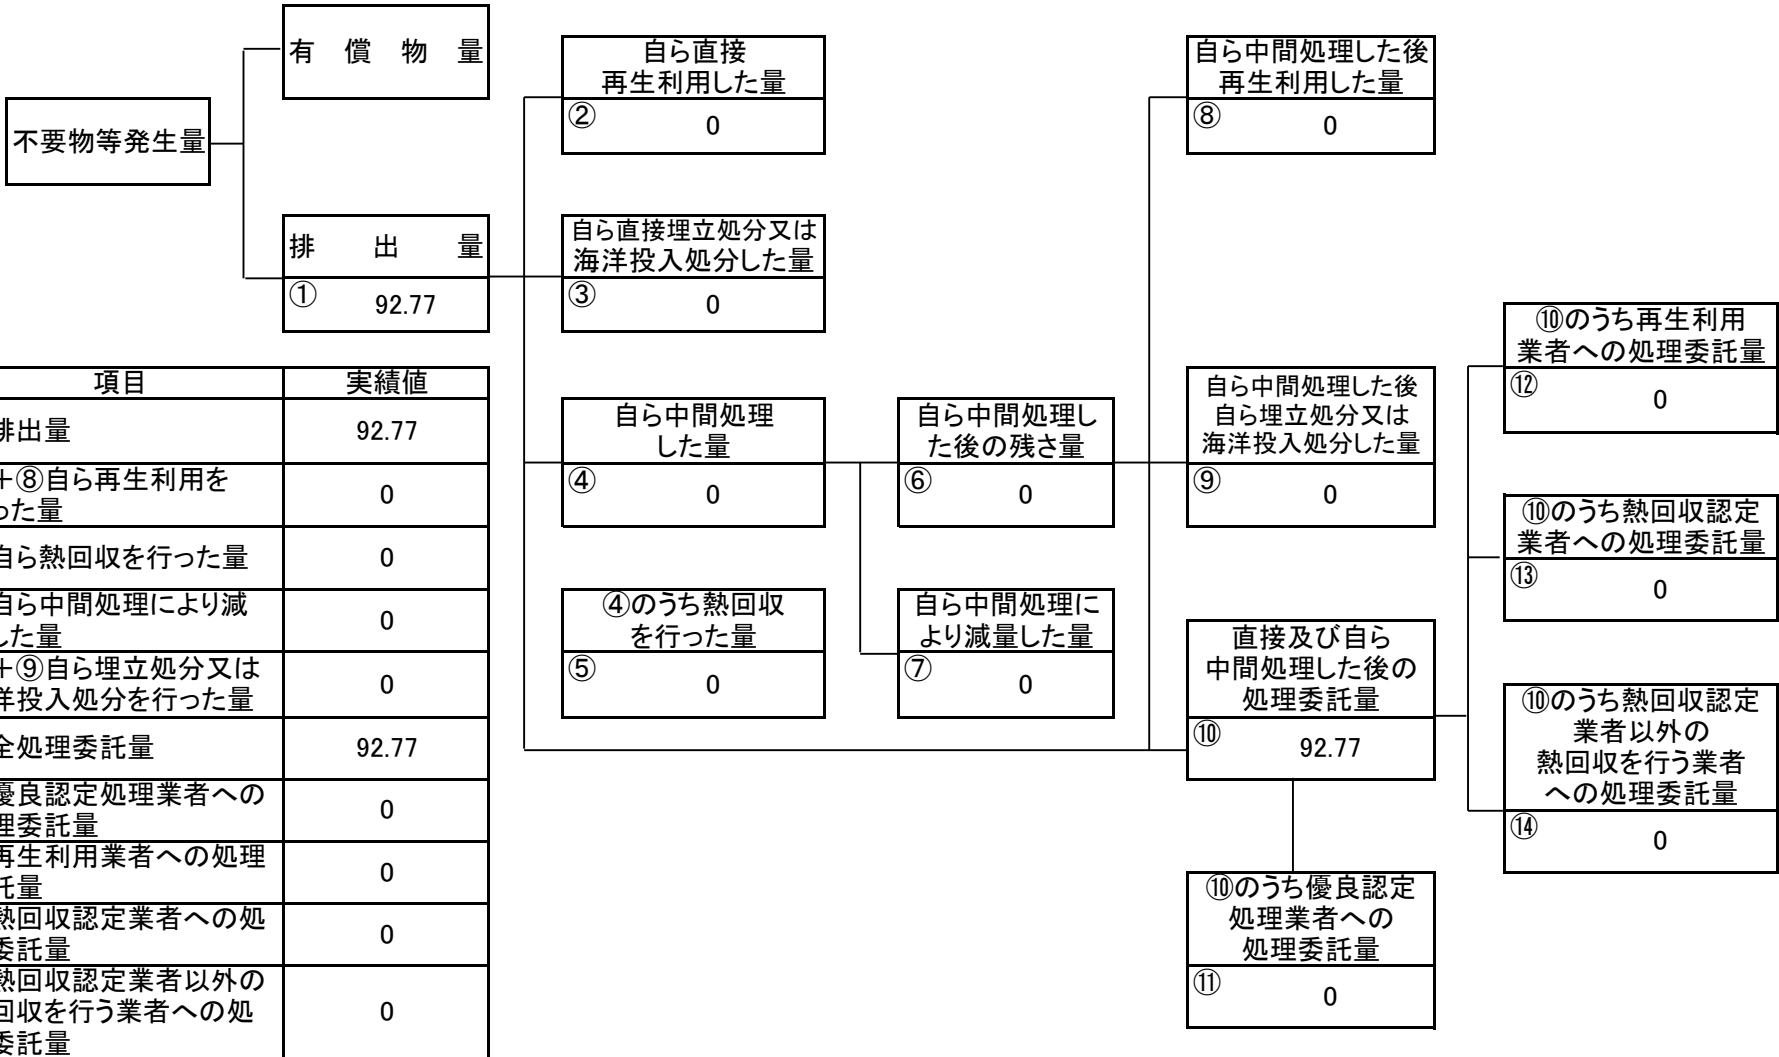 有償物量
不要物等発生量
排出量
①
92.77
自ら直接
再生利用した量
②
0
自ら直接埋立処分又は
海洋投入処分した量
③
0
自ら中間処理
した量
④
0
④のうち熱回収
を行った量
⑤
0
自ら中間処理し
た後の残さ量
⑥
0
自ら中間処理に
より減量した量
⑦
0
自ら中間処理した後
再生利用した量
⑧
0
自ら中間処理した後
自ら埋立処分又は
海洋投入処分した量
⑨
0
直接及び自ら
中間処理した後の
処理委託量
⑩
92.77
⑩のうち優良認定
処理業者への
処理委託量
⑪
0
⑩のうち再生利用
業者への処理委託量
⑫
0
⑩のうち熱回収認定
業者への処理委託量
⑬
0
⑩のうち熱回収認定
業者以外の
熱回収を行う業者
への処理委託量
⑭
0
項目
実績値
排出量
92.77
+⑧自ら再生利用を
った量
0
自ら熱回収を行った量
0
自ら中間処理により減
した量
0
+⑨自ら埋立処分又は
洋投入処分を行った量
0
全処理委託量
92.77
優良認定処理業者への
理委託量
0
再生利用業者への処理
託量
0
熱回収認定業者への処
委託量
0
熱回収認定業者以外の
回収を行う業者への処
委託量
0